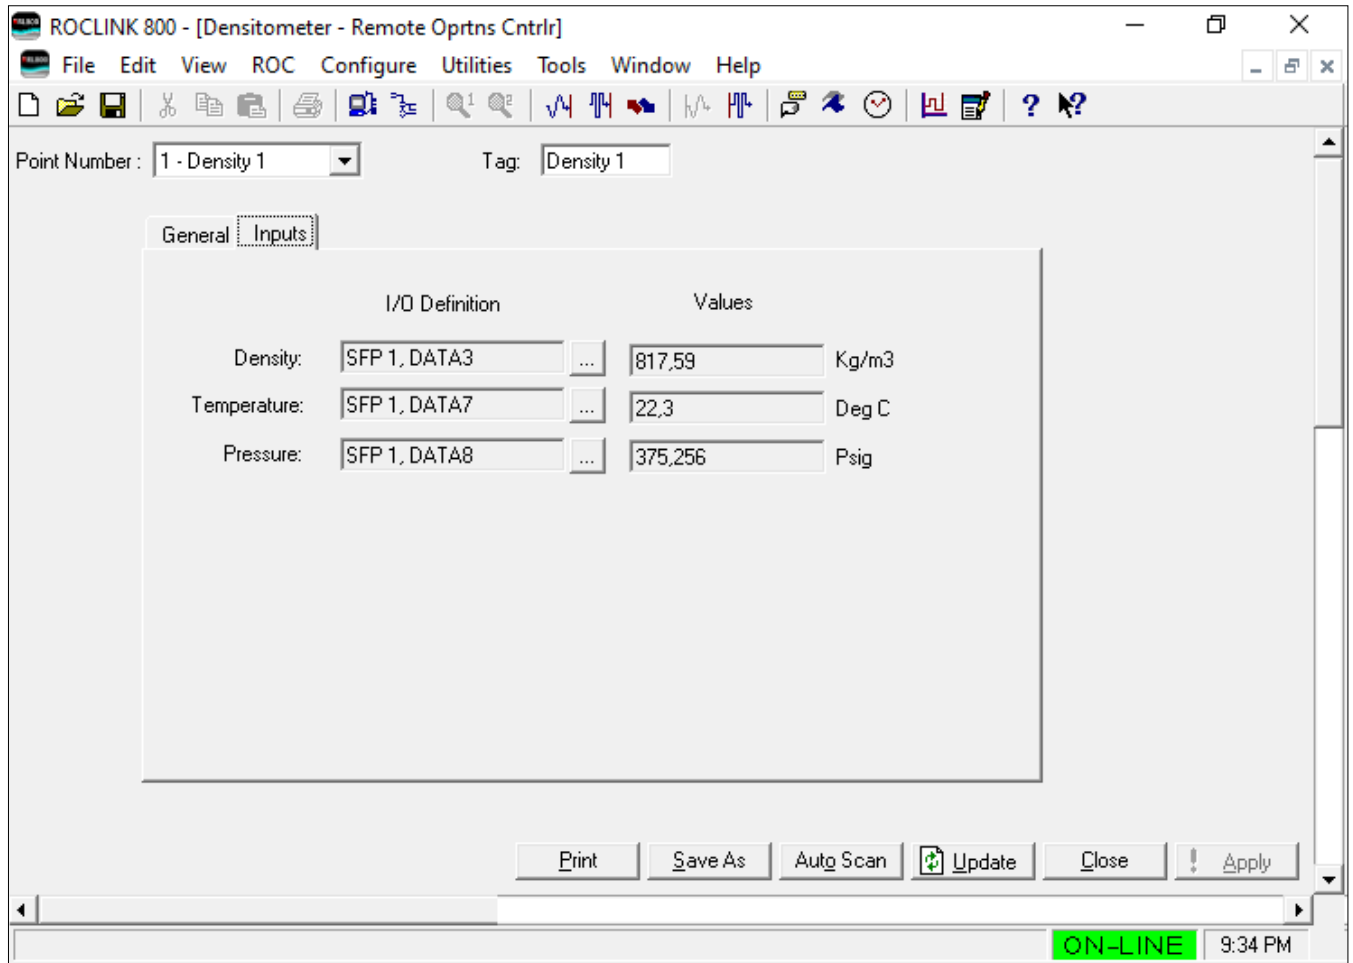 ROCLINK 800 - [Densitometer - Remote Oprtns Cntrlr]
File Edit View ROC Configure Utilities Tools Window Help
Point Number : 1 - Density 1 Tag: Density 1
General Inputs
I/O Definition Values
Density: SFP 1, DATA3 ... 817,59 Kg/m3
Temperature: SFP 1, DATA7 ... 22,3 Deg C
Pressure: SFP 1, DATA8 ... 375,256 Psig
Print Save As Auto Scan Update Close ! Apply
ON-LINE 9:34 PM